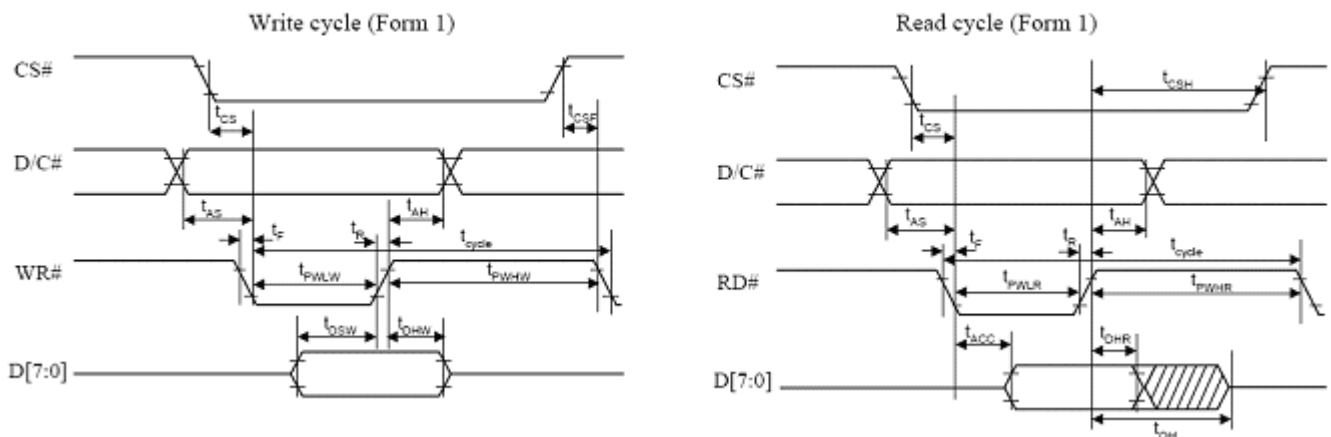 Write cycle (Form 1)
CS#
tCS
tCSF
D/C#
tAS
tAH
tF
tR
tcycle
WR#
tPWLW
tPWHW
tDSW
tDHW
D[7:0]
Read cycle (Form 1)
CS#
tCSH
tCS
D/C#
tAS
tAH
tF
tR
tcycle
RD#
tPWLR
tPWHR
tACC
tDHR
D[7:0]
tOH